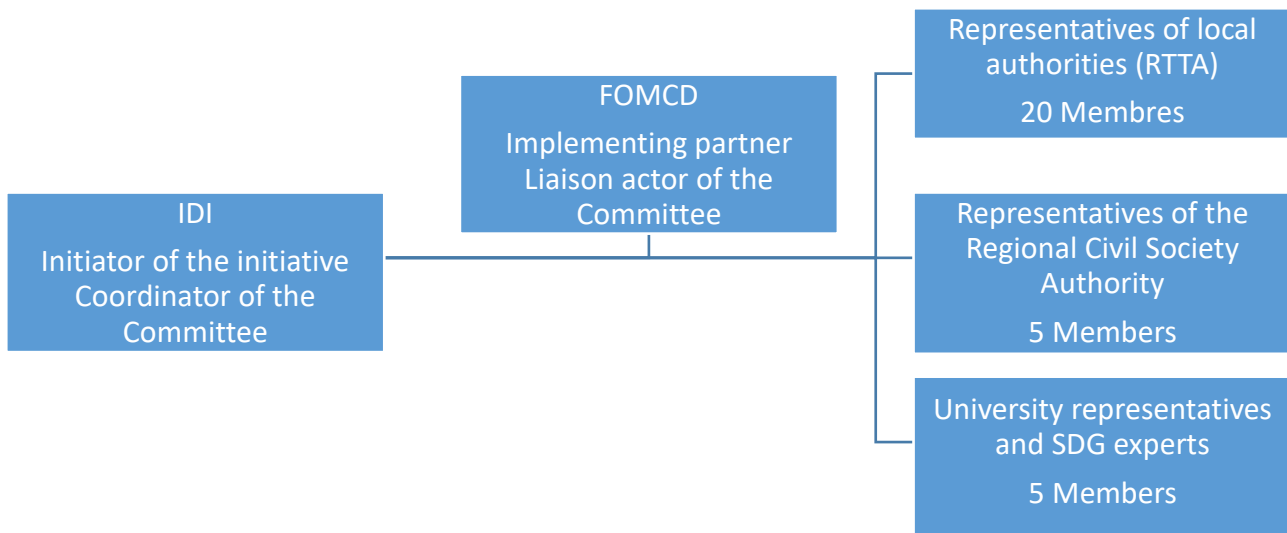 IDI
Initiator of the initiative
Coordinator of the
Committee
FOMCD
Implementing partner
Liaison actor of the
Committee
Representatives of local
authorities (RTTA)
20 Membres
Representatives of the
Regional Civil Society
Authority
5 Members
University representatives
and SDG experts
5 Members